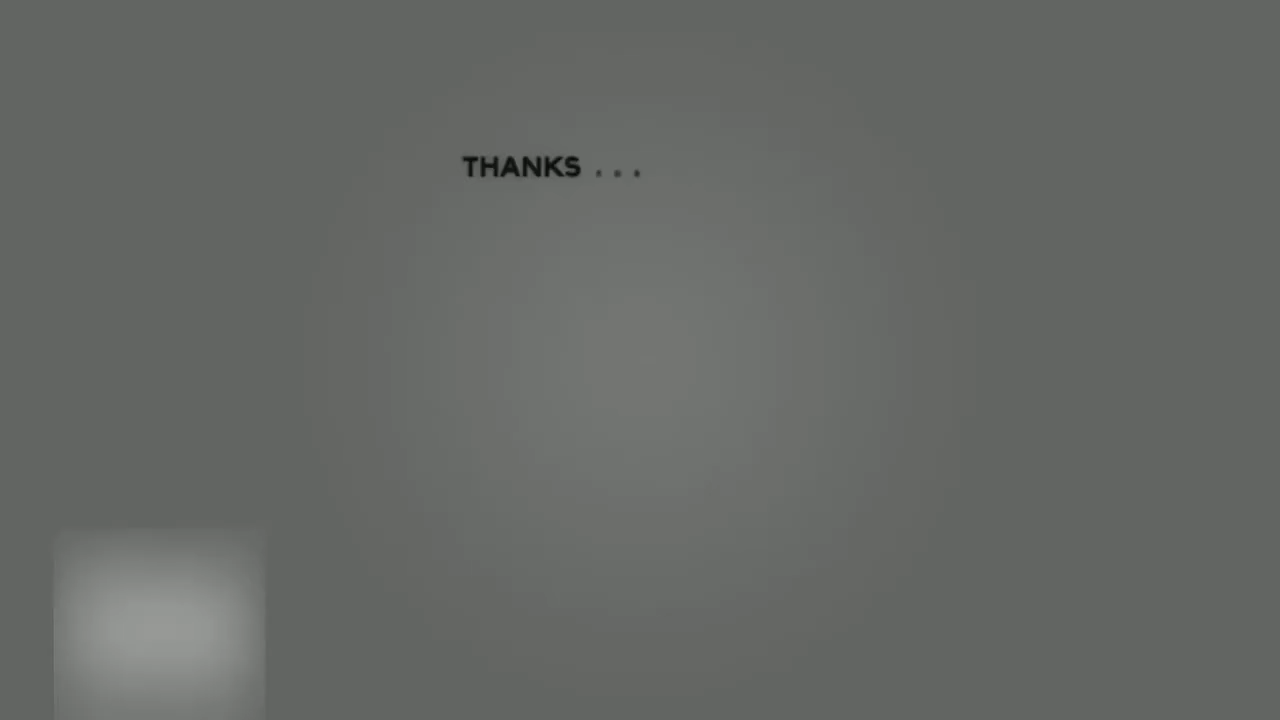 THANKS . . .